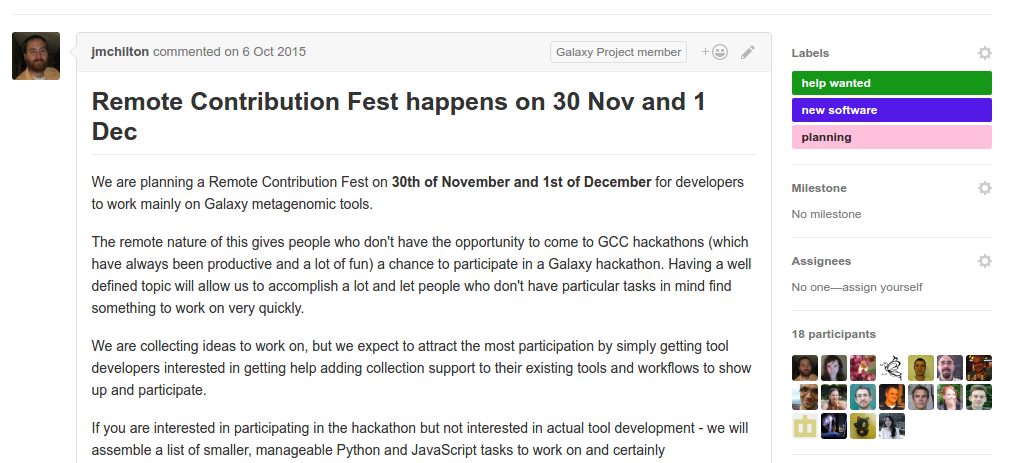 jmchilton commented on 6 Oct 2015
Galaxy Project member
Remote Contribution Fest happens on 30 Nov and 1
Dec
We are planning a Remote Contribution Fest on 30th of November and 1st of December for developers
to work mainly on Galaxy metagenomic tools.
The remote nature of this gives people who don't have the opportunity to come to GCC hackathons (which
have always been productive and a lot of fun) a chance to participate in a Galaxy hackathon. Having a well
defined topic will allow us to accomplish a lot and let people who don't have particular tasks in mind find
something to work on very quickly.
We are collecting ideas to work on, but we expect to attract the most participation by simply getting tool
developers interested in getting help adding collection support to their existing tools and workflows to show
up and participate.
If you are interested in participating in the hackathon but not interested in actual tool development - we will
assemble a list of smaller, manageable Python and JavaScript tasks to work on and certainly
Labels
help wanted
new software
planning
Milestone
No milestone
Assignees
No one—assign yourself
18 participants